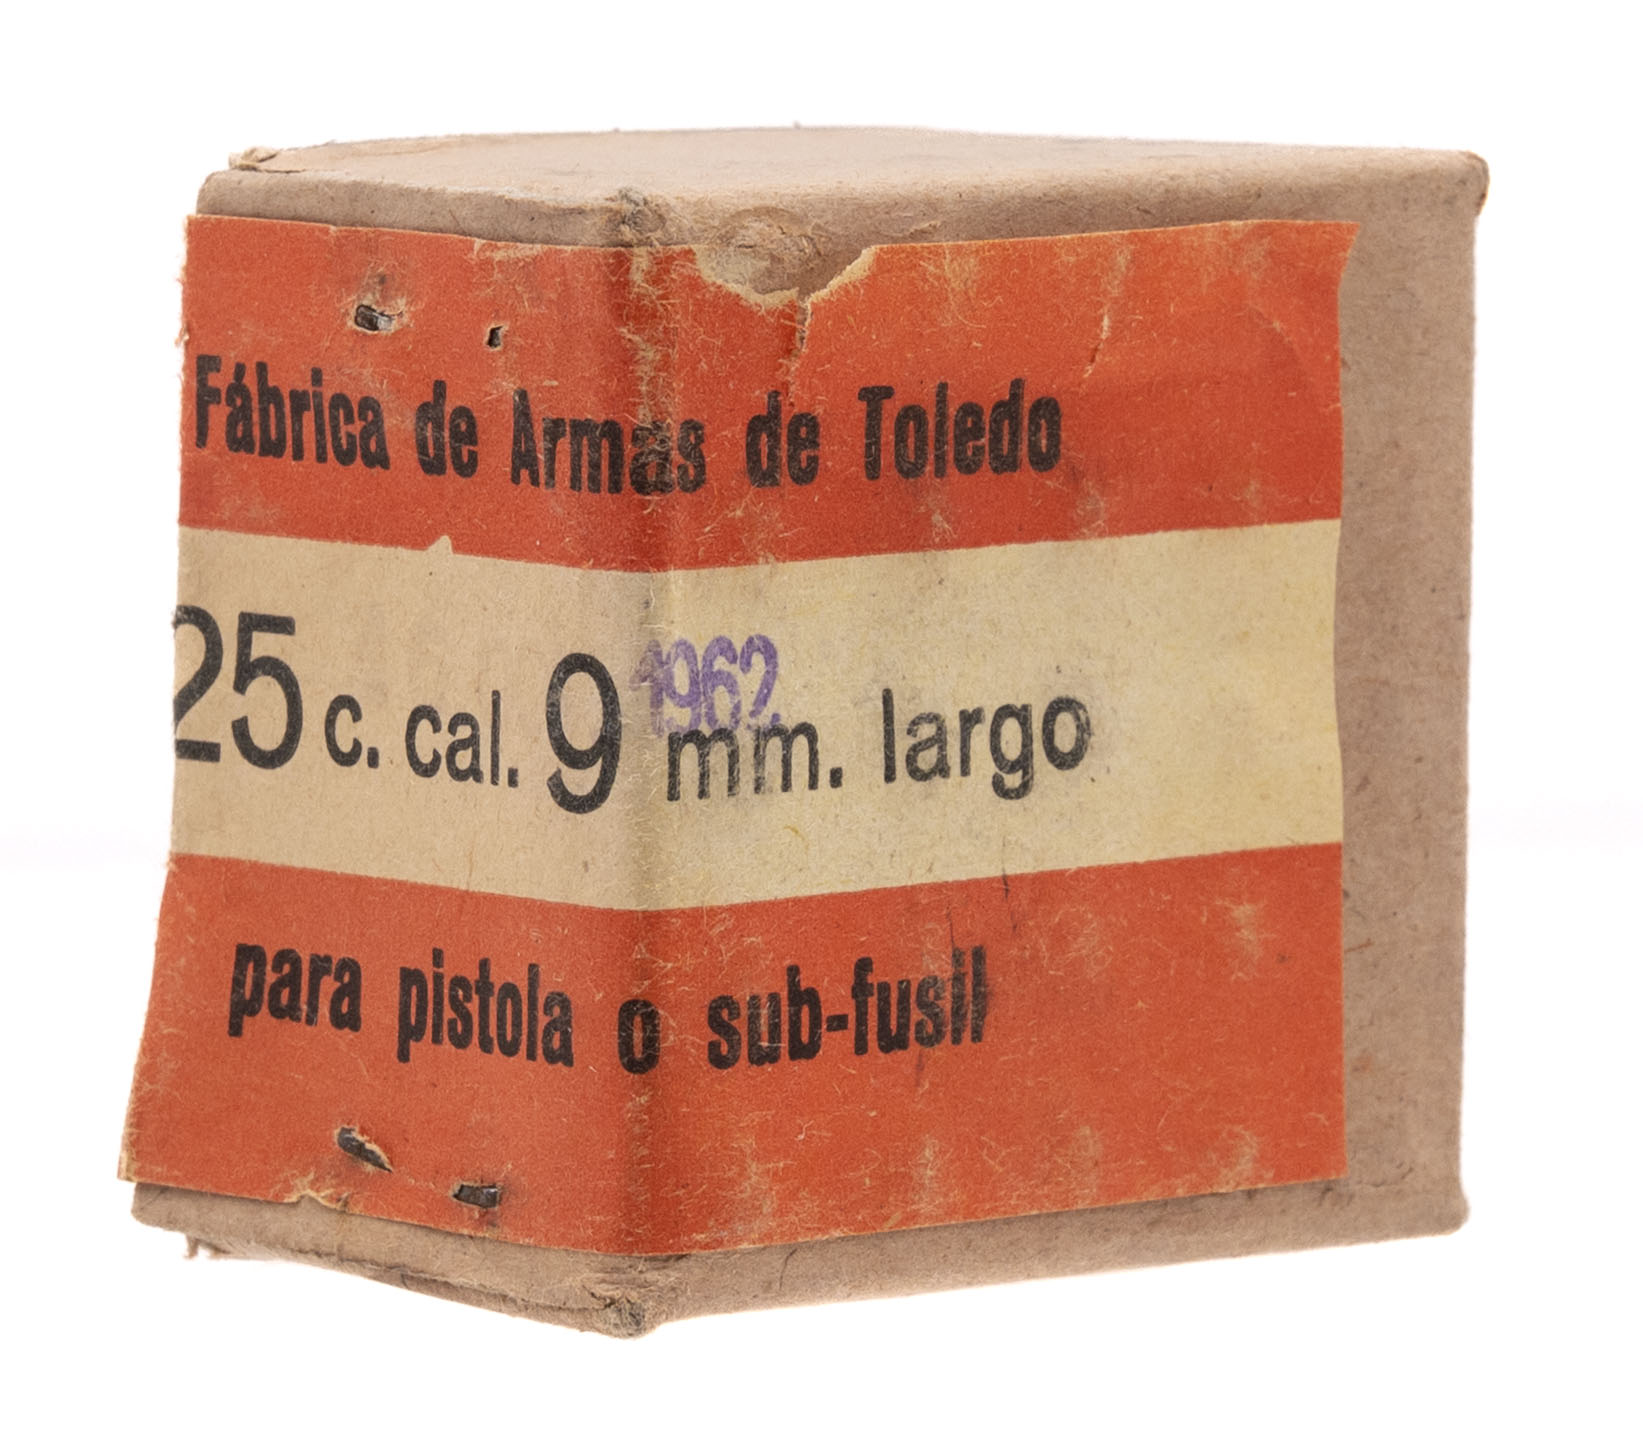 Fábrica de Armas de Toledo
1962
25 c. cal. 9 mm. largo
para pistola o sub-fusil